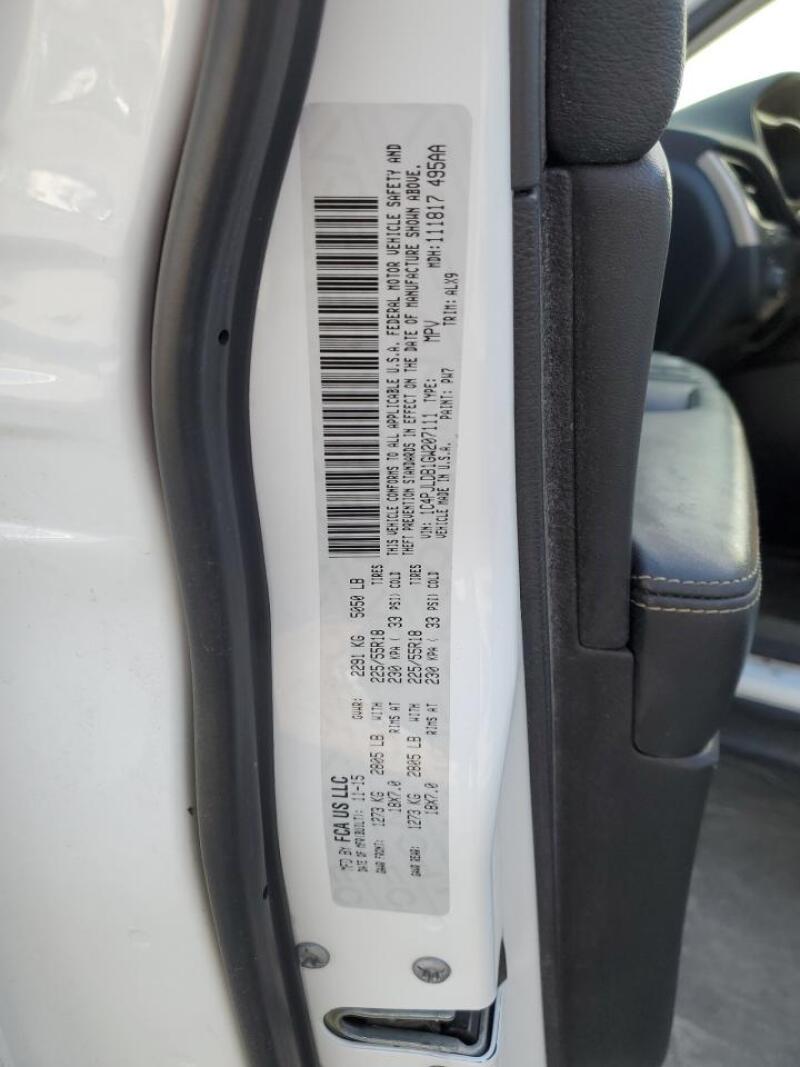 MFD BY FCA US LLC
DATE OF MFR(BUILT): 11-15 GVWR: 2291 KG 5050 LB
GAWR FRONT: 1273 KG 2805 LB WITH 225/55R18 TIRES
18X7.0 RIMS AT 230 KPA ( 33 PSI) COLD
GAWR REAR: 1273 KG 2805 LB WITH 225/55R18 TIRES
18X7.0 RIMS AT 230 KPA ( 33 PSI) COLD
THIS VEHICLE CONFORMS TO ALL APPLICABLE U.S.A. FEDERAL MOTOR VEHICLE SAFETY AND
THEFT PREVENTION STANDARDS IN EFFECT ON THE DATE OF MANUFACTURE SHOWN ABOVE.
VIN: 1C4PJLDB1GW207111 TYPE: MPV MDH:111817 495AA
VEHICLE MADE IN U.S.A. PAINT: PW7 TRIM: ALX9